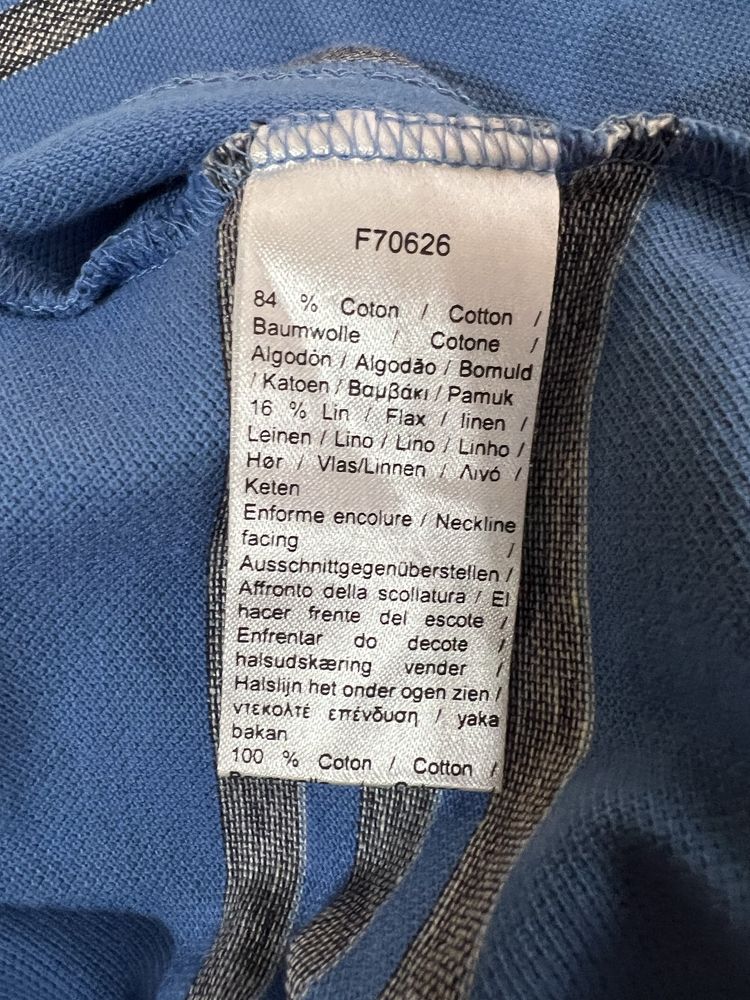 F70626
84 % Coton / Cotton /
Baumwolle / Cotone /
Algodón / Algodão / Bomuld
/ Katoen / Βαμβάκι / Pamuk
16 % Lin / Flax / linen /
Leinen / Lino / Lino / Linho /
Hør / Vlas/Linnen / Λινό /
Keten
Enforme encolure / Neckline
facing /
Ausschnittgegenüberstellen /
Affronto della scollatura / El
hacer frente del escote /
Enfrentar do decote /
halsudskæring vender /
Halslijn het onder ogen zien /
ντεκολτέ επένδυση / yaka
bakan
100 % Coton / Cotton /